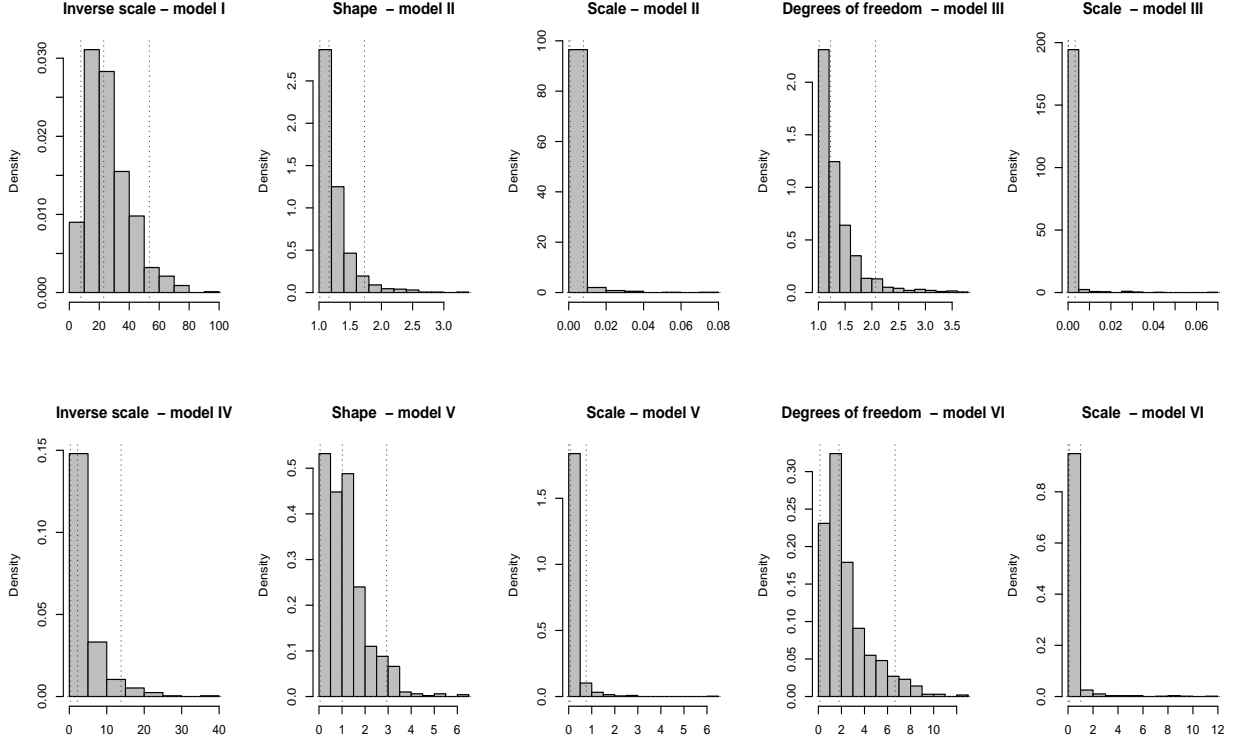 Inverse scale – model I
Density
0.000 0.010 0.020 0.030
0 20 40 60 80 100
Shape – model II
Density
0.0 0.5 1.0 1.5 2.0 2.5
1.0 1.5 2.0 2.5 3.0
Scale – model II
Density
0 20 40 60 80 100
0.00 0.02 0.04 0.06 0.08
Degrees of freedom – model III
Density
0.0 0.5 1.0 1.5 2.0
1.0 1.5 2.0 2.5 3.0 3.5
Scale – model III
Density
0 50 100 150 200
0.00 0.02 0.04 0.06
Inverse scale – model IV
Density
0.00 0.05 0.10 0.15
0 10 20 30 40
Shape – model V
Density
0.0 0.1 0.2 0.3 0.4 0.5
0 1 2 3 4 5 6
Scale – model V
Density
0.0 0.5 1.0 1.5
0 1 2 3 4 5 6
Degrees of freedom – model VI
Density
0.00 0.05 0.10 0.15 0.20 0.25 0.30
0 2 4 6 8 10
Scale – model VI
Density
0.0 0.2 0.4 0.6 0.8
0 2 4 6 8 10 12